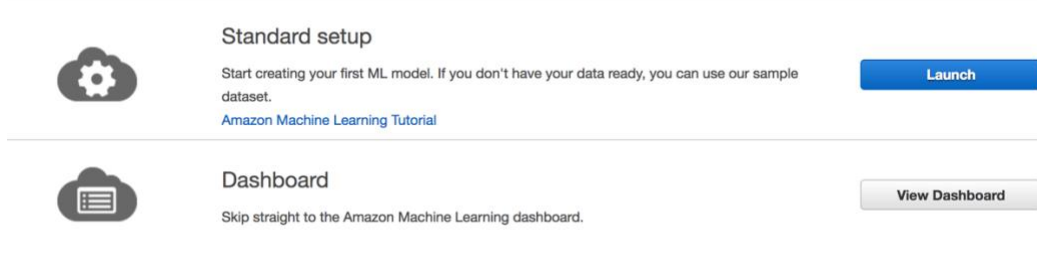 Standard setup
Start creating your first ML model. If you don't have your data ready, you can use our sample
dataset.
Amazon Machine Learning Tutorial
Launch
Dashboard
Skip straight to the Amazon Machine Learning dashboard.
View Dashboard